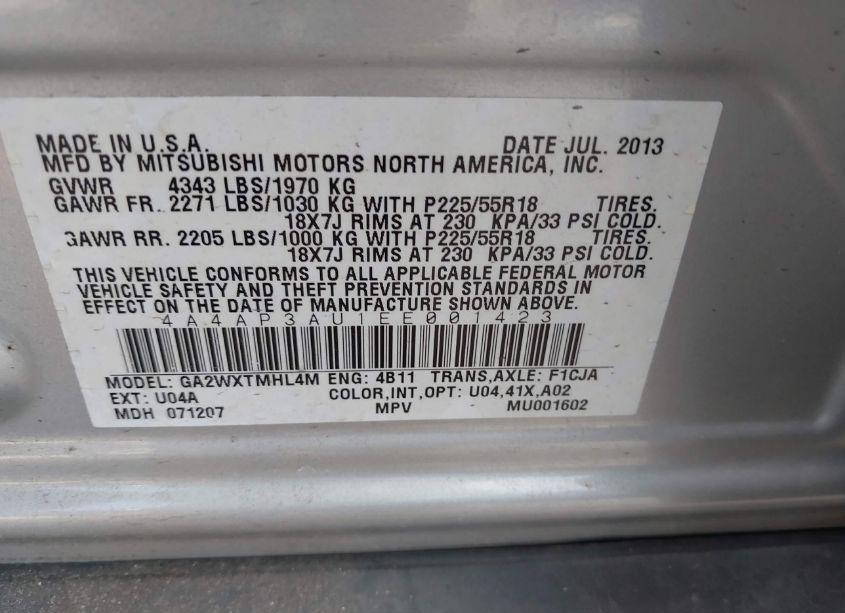 MADE IN U.S.A. DATE JUL. 2013
MFD BY MITSUBISHI MOTORS NORTH AMERICA, INC.
GVWR 4343 LBS/1970 KG
GAWR FR. 2271 LBS/1030 KG WITH P225/55R18 TIRES.
18X7J RIMS AT 230 KPA/33 PSI COLD.
GAWR RR. 2205 LBS/1000 KG WITH P225/55R18 TIRES.
18X7J RIMS AT 230 KPA/33 PSI COLD.
THIS VEHICLE CONFORMS TO ALL APPLICABLE FEDERAL MOTOR
VEHICLE SAFETY AND THEFT PREVENTION STANDARDS IN
EFFECT ON THE DATE OF MANUFACTURE SHOWN ABOVE.
4A4AP3AU1EE001423
MODEL: GA2WXTMHL4M ENG: 4B11 TRANS,AXLE: F1CJA
EXT: U04A COLOR,INT,OPT: U04,41X,A02
MDH 071207 MPV MU001602